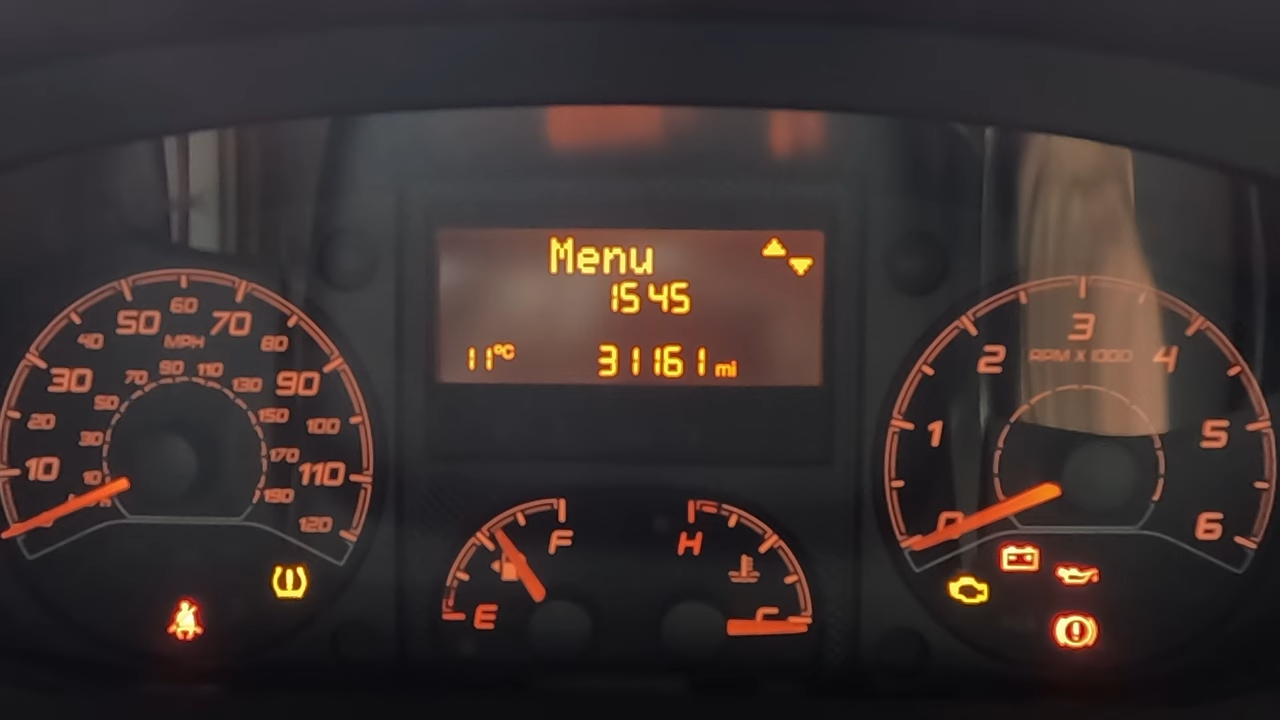 Menu
15 45
11°C 31161 mi
60
50 70
40 80
MPH
30 90
70 90 110 130
50 150
20 100
30 170
10 110
10 190
120
3
2 4
RPM X 1000
1 5
0 6
F
E
H
C